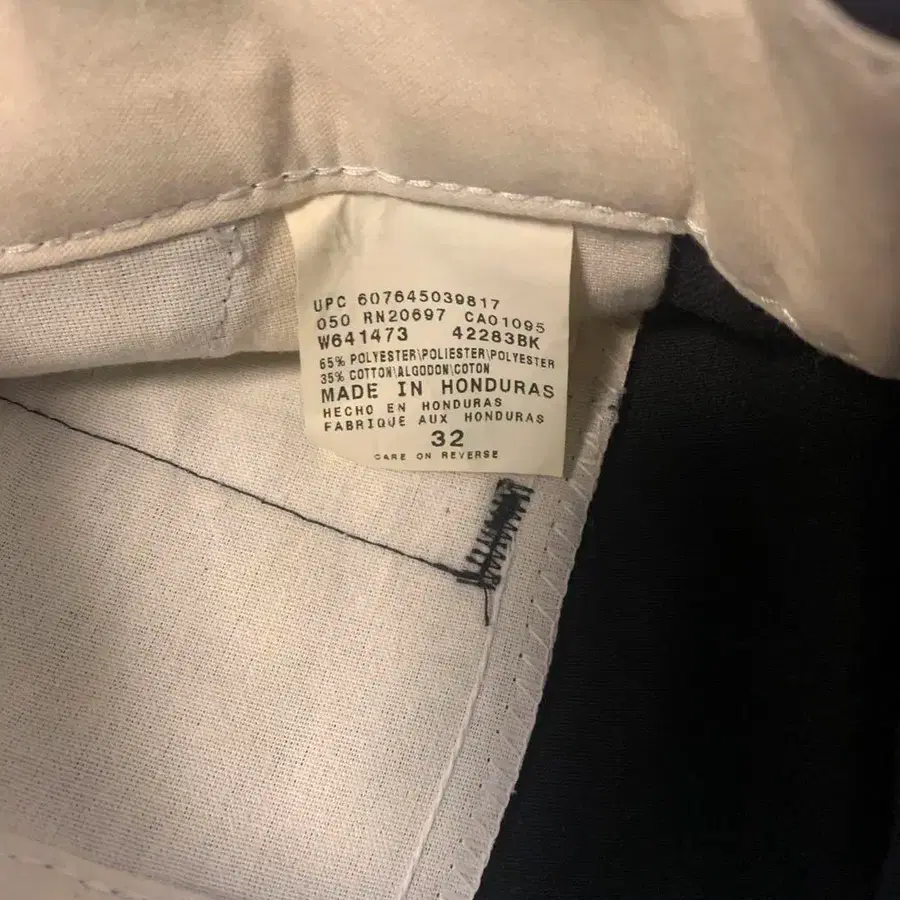 UPC 607645039817
050 RN20697 CA01095
W641473 42283BK
65% POLYESTER\POLIESTER\POLYESTER
35% COTTON\ALGODON\COTON
MADE IN HONDURAS
HECHO EN HONDURAS
FABRIQUE AUX HONDURAS
32
CARE ON REVERSE